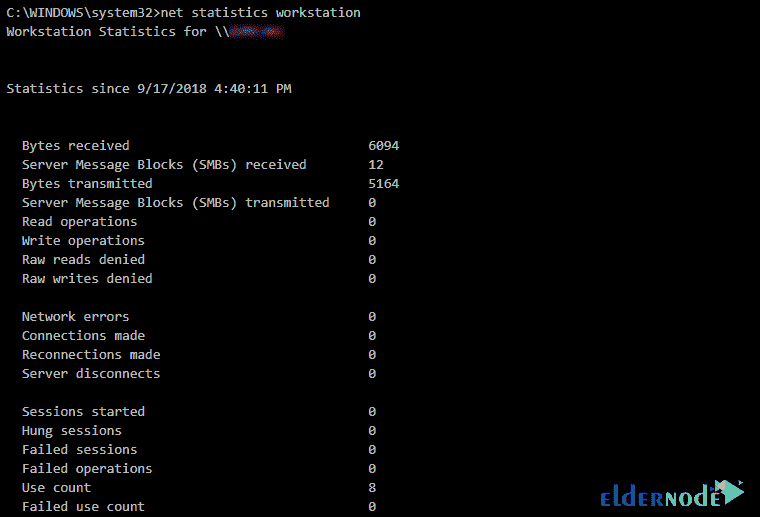 C:\WINDOWS\system32>net statistics workstation
Workstation Statistics for \\
Statistics since 9/17/2018 4:40:11 PM
Bytes received 6094
Server Message Blocks (SMBs) received 12
Bytes transmitted 5164
Server Message Blocks (SMBs) transmitted 0
Read operations 0
Write operations 0
Raw reads denied 0
Raw writes denied 0
Network errors 0
Connections made 0
Reconnections made 0
Server disconnects 0
Sessions started 0
Hung sessions 0
Failed sessions 0
Failed operations 0
Use count 8
Failed use count 0
eldernode